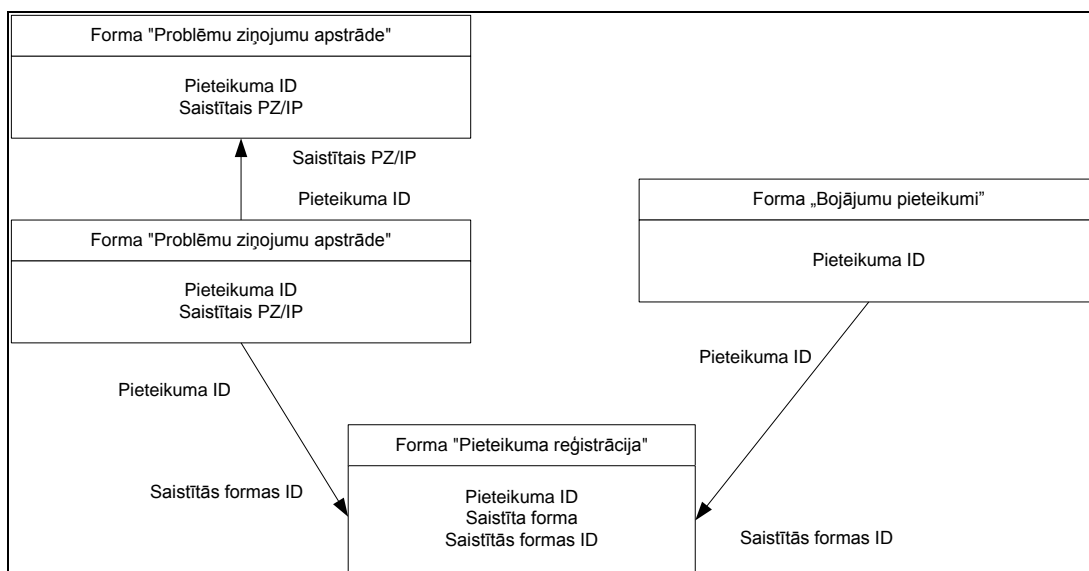 Forma "Problēmu ziņojumu apstrāde"
Pieteikuma ID
Saistītais PZ/IP
Saistītais PZ/IP
Pieteikuma ID
Forma "Problēmu ziņojumu apstrāde"
Pieteikuma ID
Saistītais PZ/IP
Forma „Bojājumu pieteikumi”
Pieteikuma ID
Pieteikuma ID
Pieteikuma ID
Saistītās formas ID
Forma "Pieteikuma reģistrācija"
Pieteikuma ID
Saistīta forma
Saistītās formas ID
Saistītās formas ID